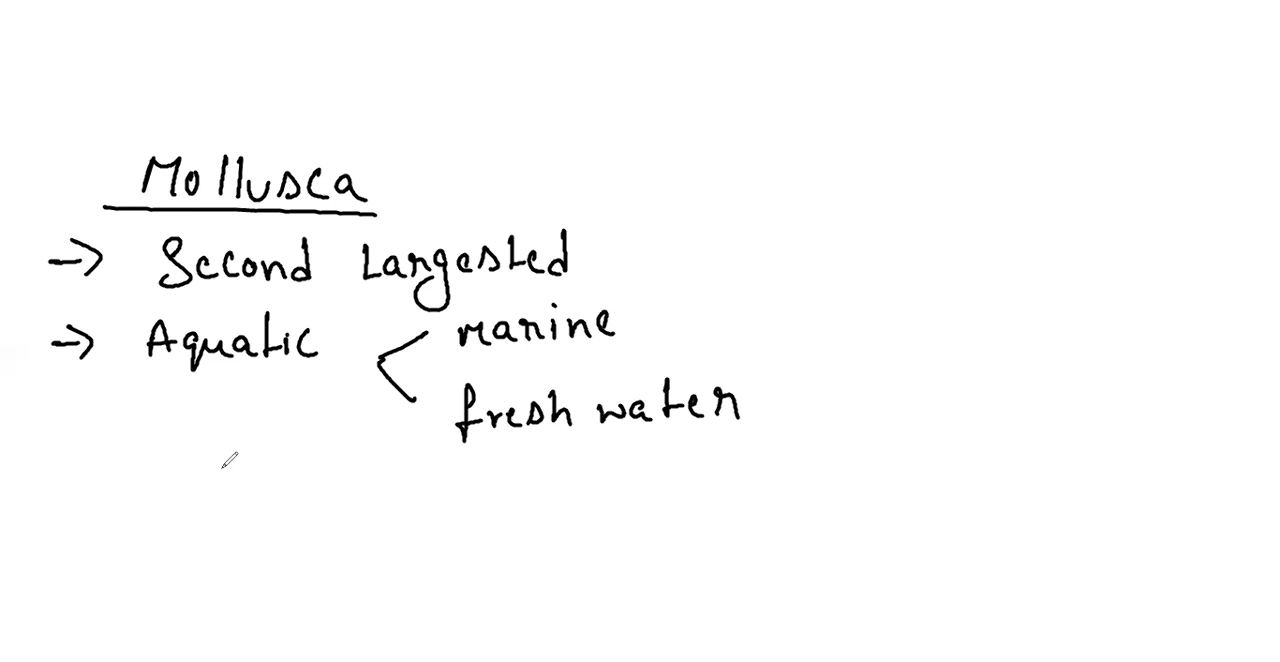 Mollusca
→ Second Largested
→ Aquatic < marine
fresh water